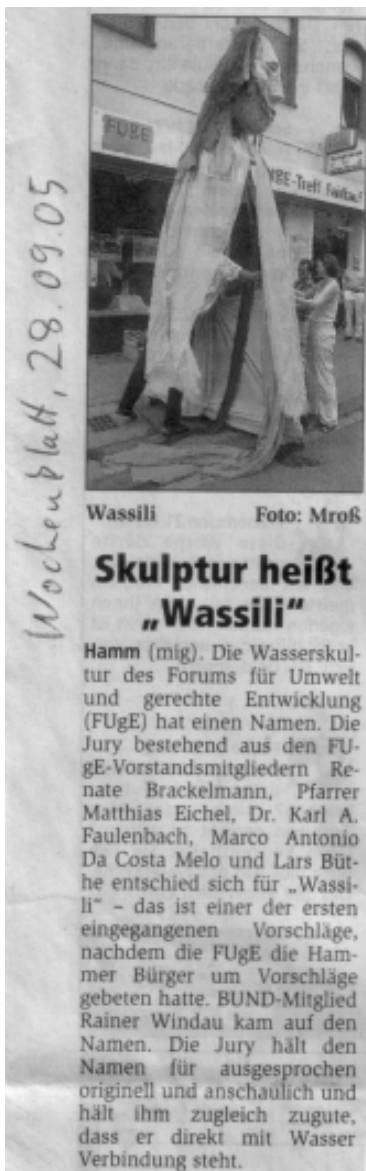 Wochenblatt, 28.09.05
FUgE
Wassili Foto: Mroß
Skulptur heißt
„Wassili“
Hamm (mig). Die Wasserskul-
tur des Forums für Umwelt
und gerechte Entwicklung
(FUgE) hat einen Namen. Die
Jury bestehend aus den FU-
gE-Vorstandsmitgliedern Re-
nate Brackelmann, Pfarrer
Matthias Eichel, Dr. Karl A.
Faulenbach, Marco Antonio
Da Costa Melo und Lars Büt-
he entschied sich für „Wassi-
li“ – das ist einer der ersten
eingegangenen Vorschläge,
nachdem die FUgE die Ham-
mer Bürger um Vorschläge
gebeten hatte. BUND-Mitglied
Rainer Windau kam auf den
Namen. Die Jury hält den
Namen für ausgesprochen
originell und anschaulich und
hält ihm zugleich zugute,
dass er direkt mit Wasser
Verbindung steht.